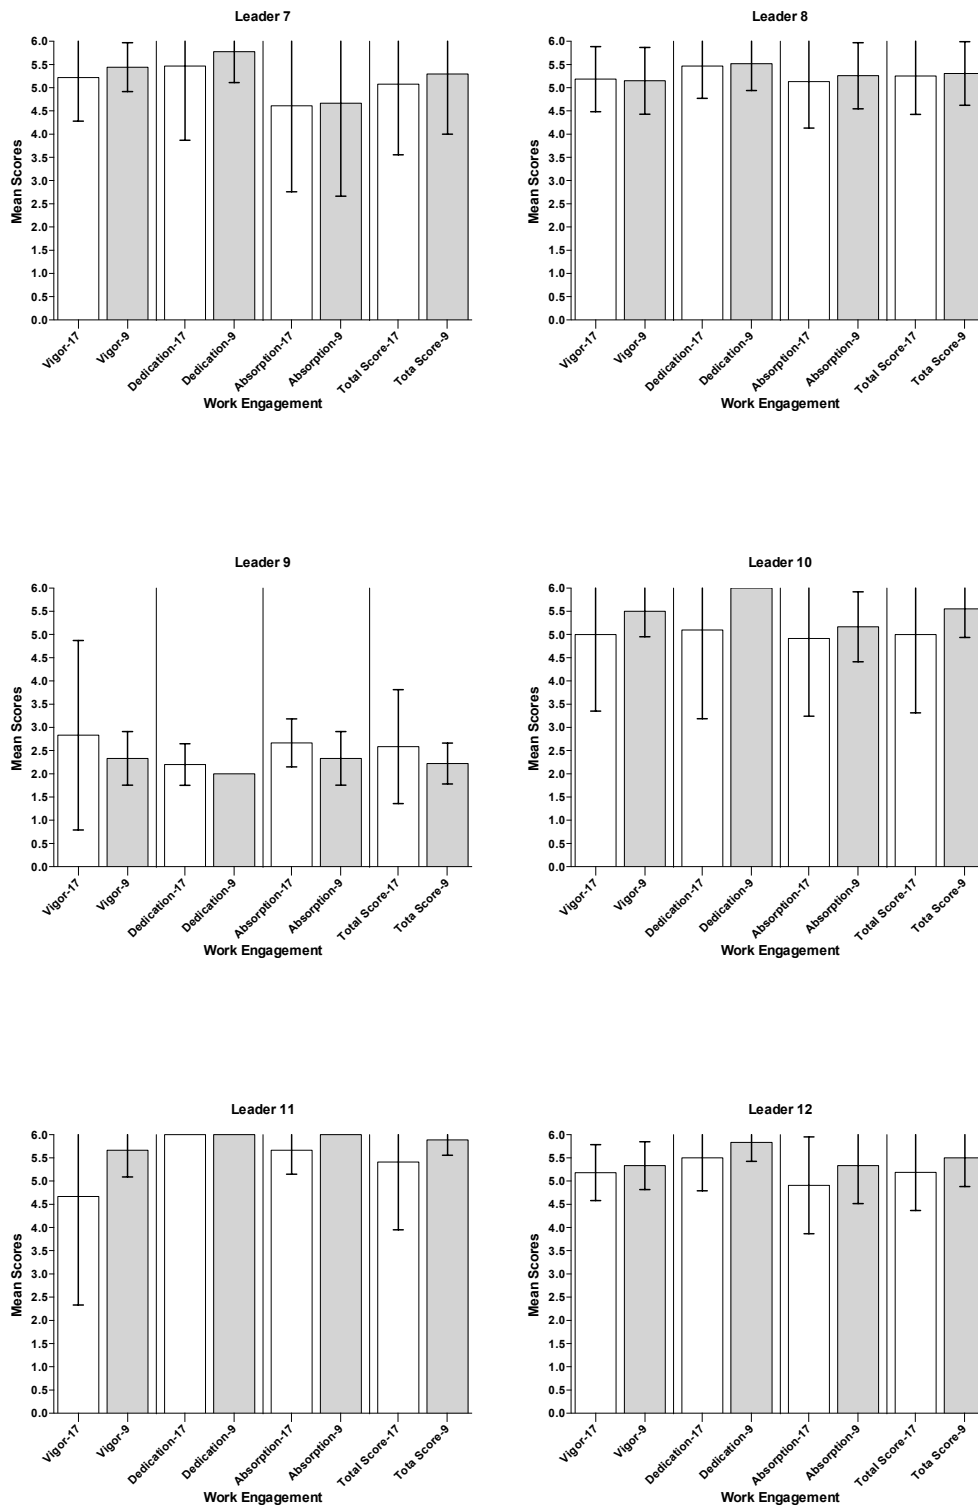 Leader 7
6.0
5.5
5.0
4.5
4.0
3.5
3.0
2.5
2.0
1.5
1.0
0.5
0.0
Mean Scores
Vigor-17
Vigor-9
Dedication-17
Dedication-9
Absorption-17
Absorption-9
Total Score-17
Tota Score-9
Work Engagement
Leader 8
6.0
5.5
5.0
4.5
4.0
3.5
3.0
2.5
2.0
1.5
1.0
0.5
0.0
Mean Scores
Vigor-17
Vigor-9
Dedication-17
Dedication-9
Absorption-17
Absorption-9
Total Score-17
Tota Score-9
Work Engagement
Leader 9
6.0
5.5
5.0
4.5
4.0
3.5
3.0
2.5
2.0
1.5
1.0
0.5
0.0
Mean Scores
Vigor-17
Vigor-9
Dedication-17
Dedication-9
Absorption-17
Absorption-9
Total Score-17
Tota Score-9
Work Engagement
Leader 10
6.0
5.5
5.0
4.5
4.0
3.5
3.0
2.5
2.0
1.5
1.0
0.5
0.0
Mean Scores
Vigor-17
Vigor-9
Dedication-17
Dedication-9
Absorption-17
Absorption-9
Total Score-17
Tota Score-9
Work Engagement
Leader 11
6.0
5.5
5.0
4.5
4.0
3.5
3.0
2.5
2.0
1.5
1.0
0.5
0.0
Mean Scores
Vigor-17
Vigor-9
Dedication-17
Dedication-9
Absorption-17
Absorption-9
Total Score-17
Tota Score-9
Work Engagement
Leader 12
6.0
5.5
5.0
4.5
4.0
3.5
3.0
2.5
2.0
1.5
1.0
0.5
0.0
Mean Scores
Vigor-17
Vigor-9
Dedication-17
Dedication-9
Absorption-17
Absorption-9
Total Score-17
Tota Score-9
Work Engagement